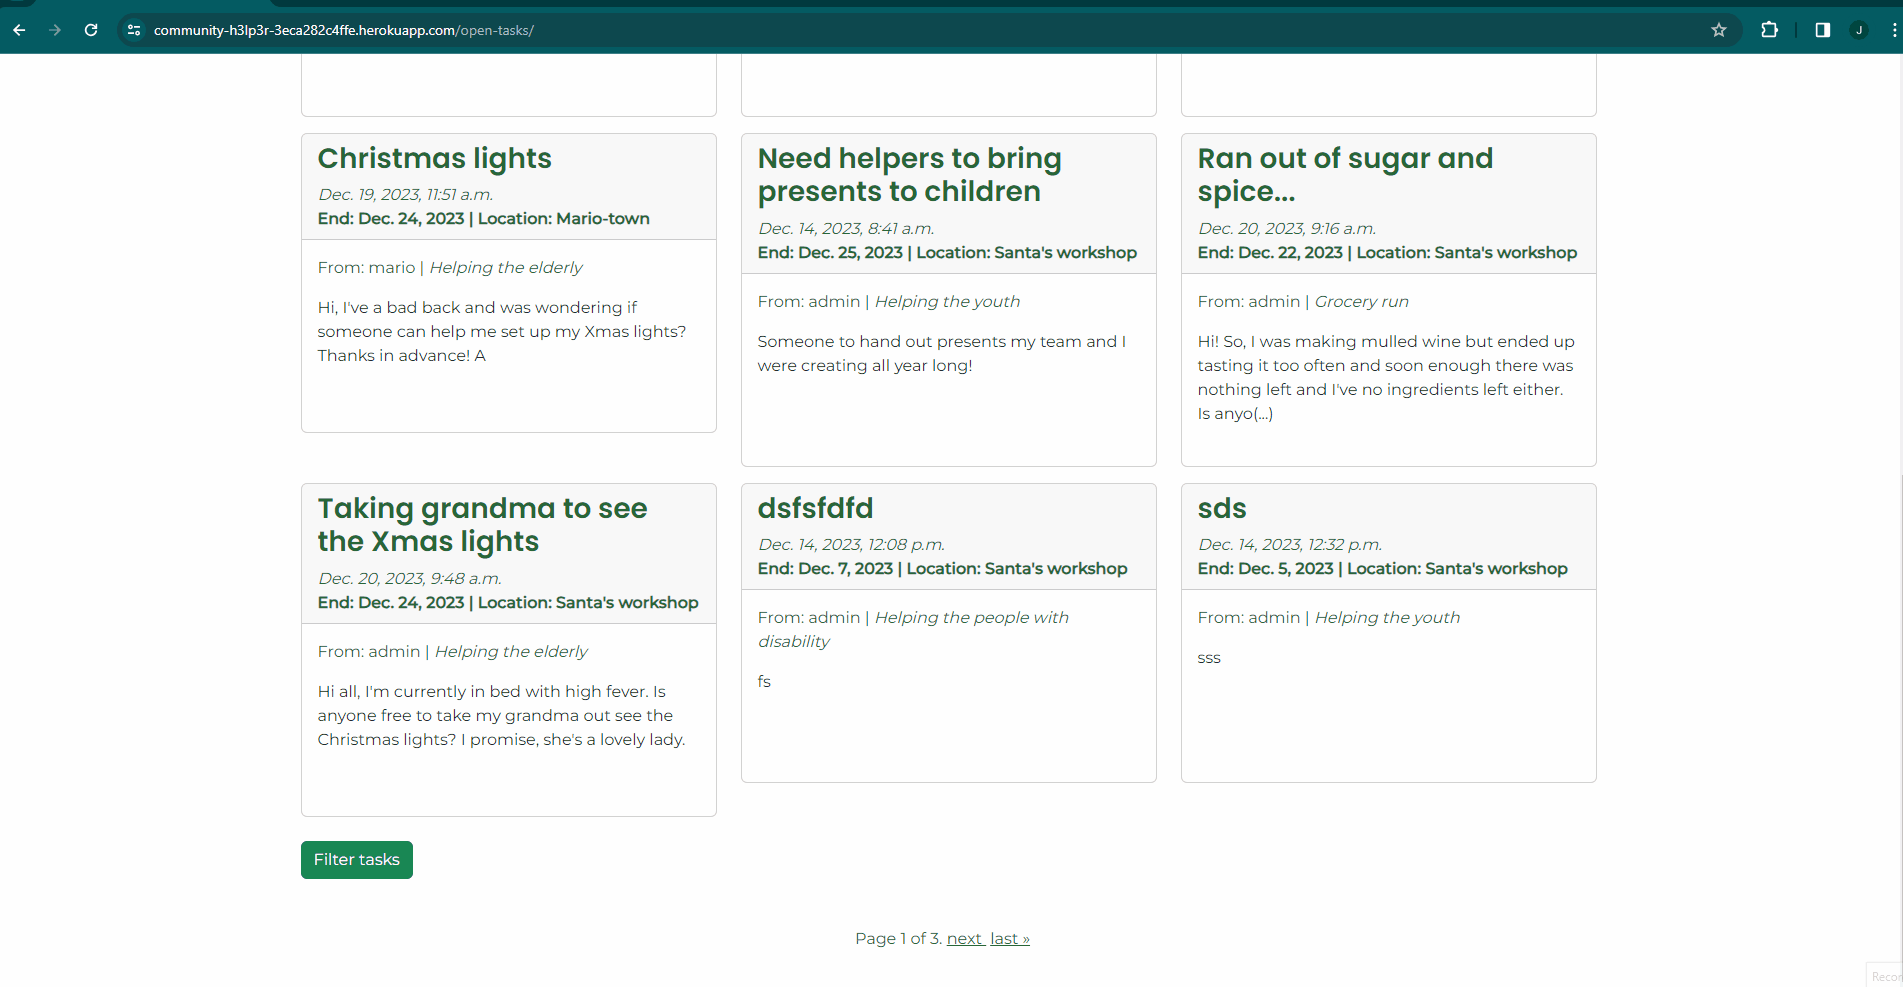 community-h3lp3r-3eca282c4ffe.herokuapp.com/open-tasks/
J
Christmas lights
Dec. 19, 2023, 11:51 a.m.
End: Dec. 24, 2023 | Location: Mario-town
From: mario | Helping the elderly
Hi, I've a bad back and was wondering if
someone can help me set up my Xmas lights?
Thanks in advance! A
Need helpers to bring
presents to children
Dec. 14, 2023, 8:41 a.m.
End: Dec. 25, 2023 | Location: Santa's workshop
From: admin | Helping the youth
Someone to hand out presents my team and I
were creating all year long!
Ran out of sugar and
spice...
Dec. 20, 2023, 9:16 a.m.
End: Dec. 22, 2023 | Location: Santa's workshop
From: admin | Grocery run
Hi! So, I was making mulled wine but ended up
tasting it too often and soon enough there was
nothing left and I've no ingredients left either.
Is anyo(...)
Taking grandma to see
the Xmas lights
Dec. 20, 2023, 9:48 a.m.
End: Dec. 24, 2023 | Location: Santa's workshop
From: admin | Helping the elderly
Hi all, I'm currently in bed with high fever. Is
anyone free to take my grandma out see the
Christmas lights? I promise, she's a lovely lady.
dsfsfdfd
Dec. 14, 2023, 12:08 p.m.
End: Dec. 7, 2023 | Location: Santa's workshop
From: admin | Helping the people with
disability
fs
sds
Dec. 14, 2023, 12:32 p.m.
End: Dec. 5, 2023 | Location: Santa's workshop
From: admin | Helping the youth
sss
Filter tasks
Page 1 of 3. next last »
Recor